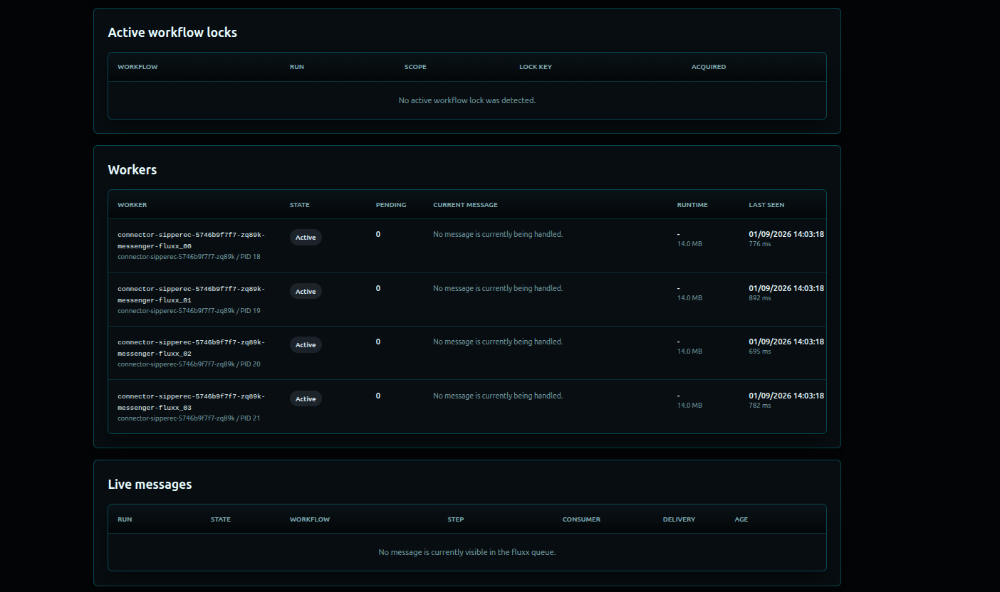 Active workflow locks
WORKFLOW RUN SCOPE LOCK KEY ACQUIRED
No active workflow lock was detected.
Workers
WORKER STATE PENDING CURRENT MESSAGE RUNTIME LAST SEEN
connector-sipperec-5746b9f7f7-zq89k- Active 0 No message is currently being handled. - 01/09/2026 14:03:18
messenger-fluxx_00 14.0 MB 776 ms
connector-sipperec-5746b9f7f7-zq89k / PID 18
connector-sipperec-5746b9f7f7-zq89k- Active 0 No message is currently being handled. - 01/09/2026 14:03:18
messenger-fluxx_01 14.0 MB 892 ms
connector-sipperec-5746b9f7f7-zq89k / PID 19
connector-sipperec-5746b9f7f7-zq89k- Active 0 No message is currently being handled. - 01/09/2026 14:03:18
messenger-fluxx_02 14.0 MB 695 ms
connector-sipperec-5746b9f7f7-zq89k / PID 20
connector-sipperec-5746b9f7f7-zq89k- Active 0 No message is currently being handled. - 01/09/2026 14:03:18
messenger-fluxx_03 14.0 MB 782 ms
connector-sipperec-5746b9f7f7-zq89k / PID 21
Live messages
RUN STATE WORKFLOW STEP CONSUMER DELIVERY AGE
No message is currently visible in the fluxx queue.